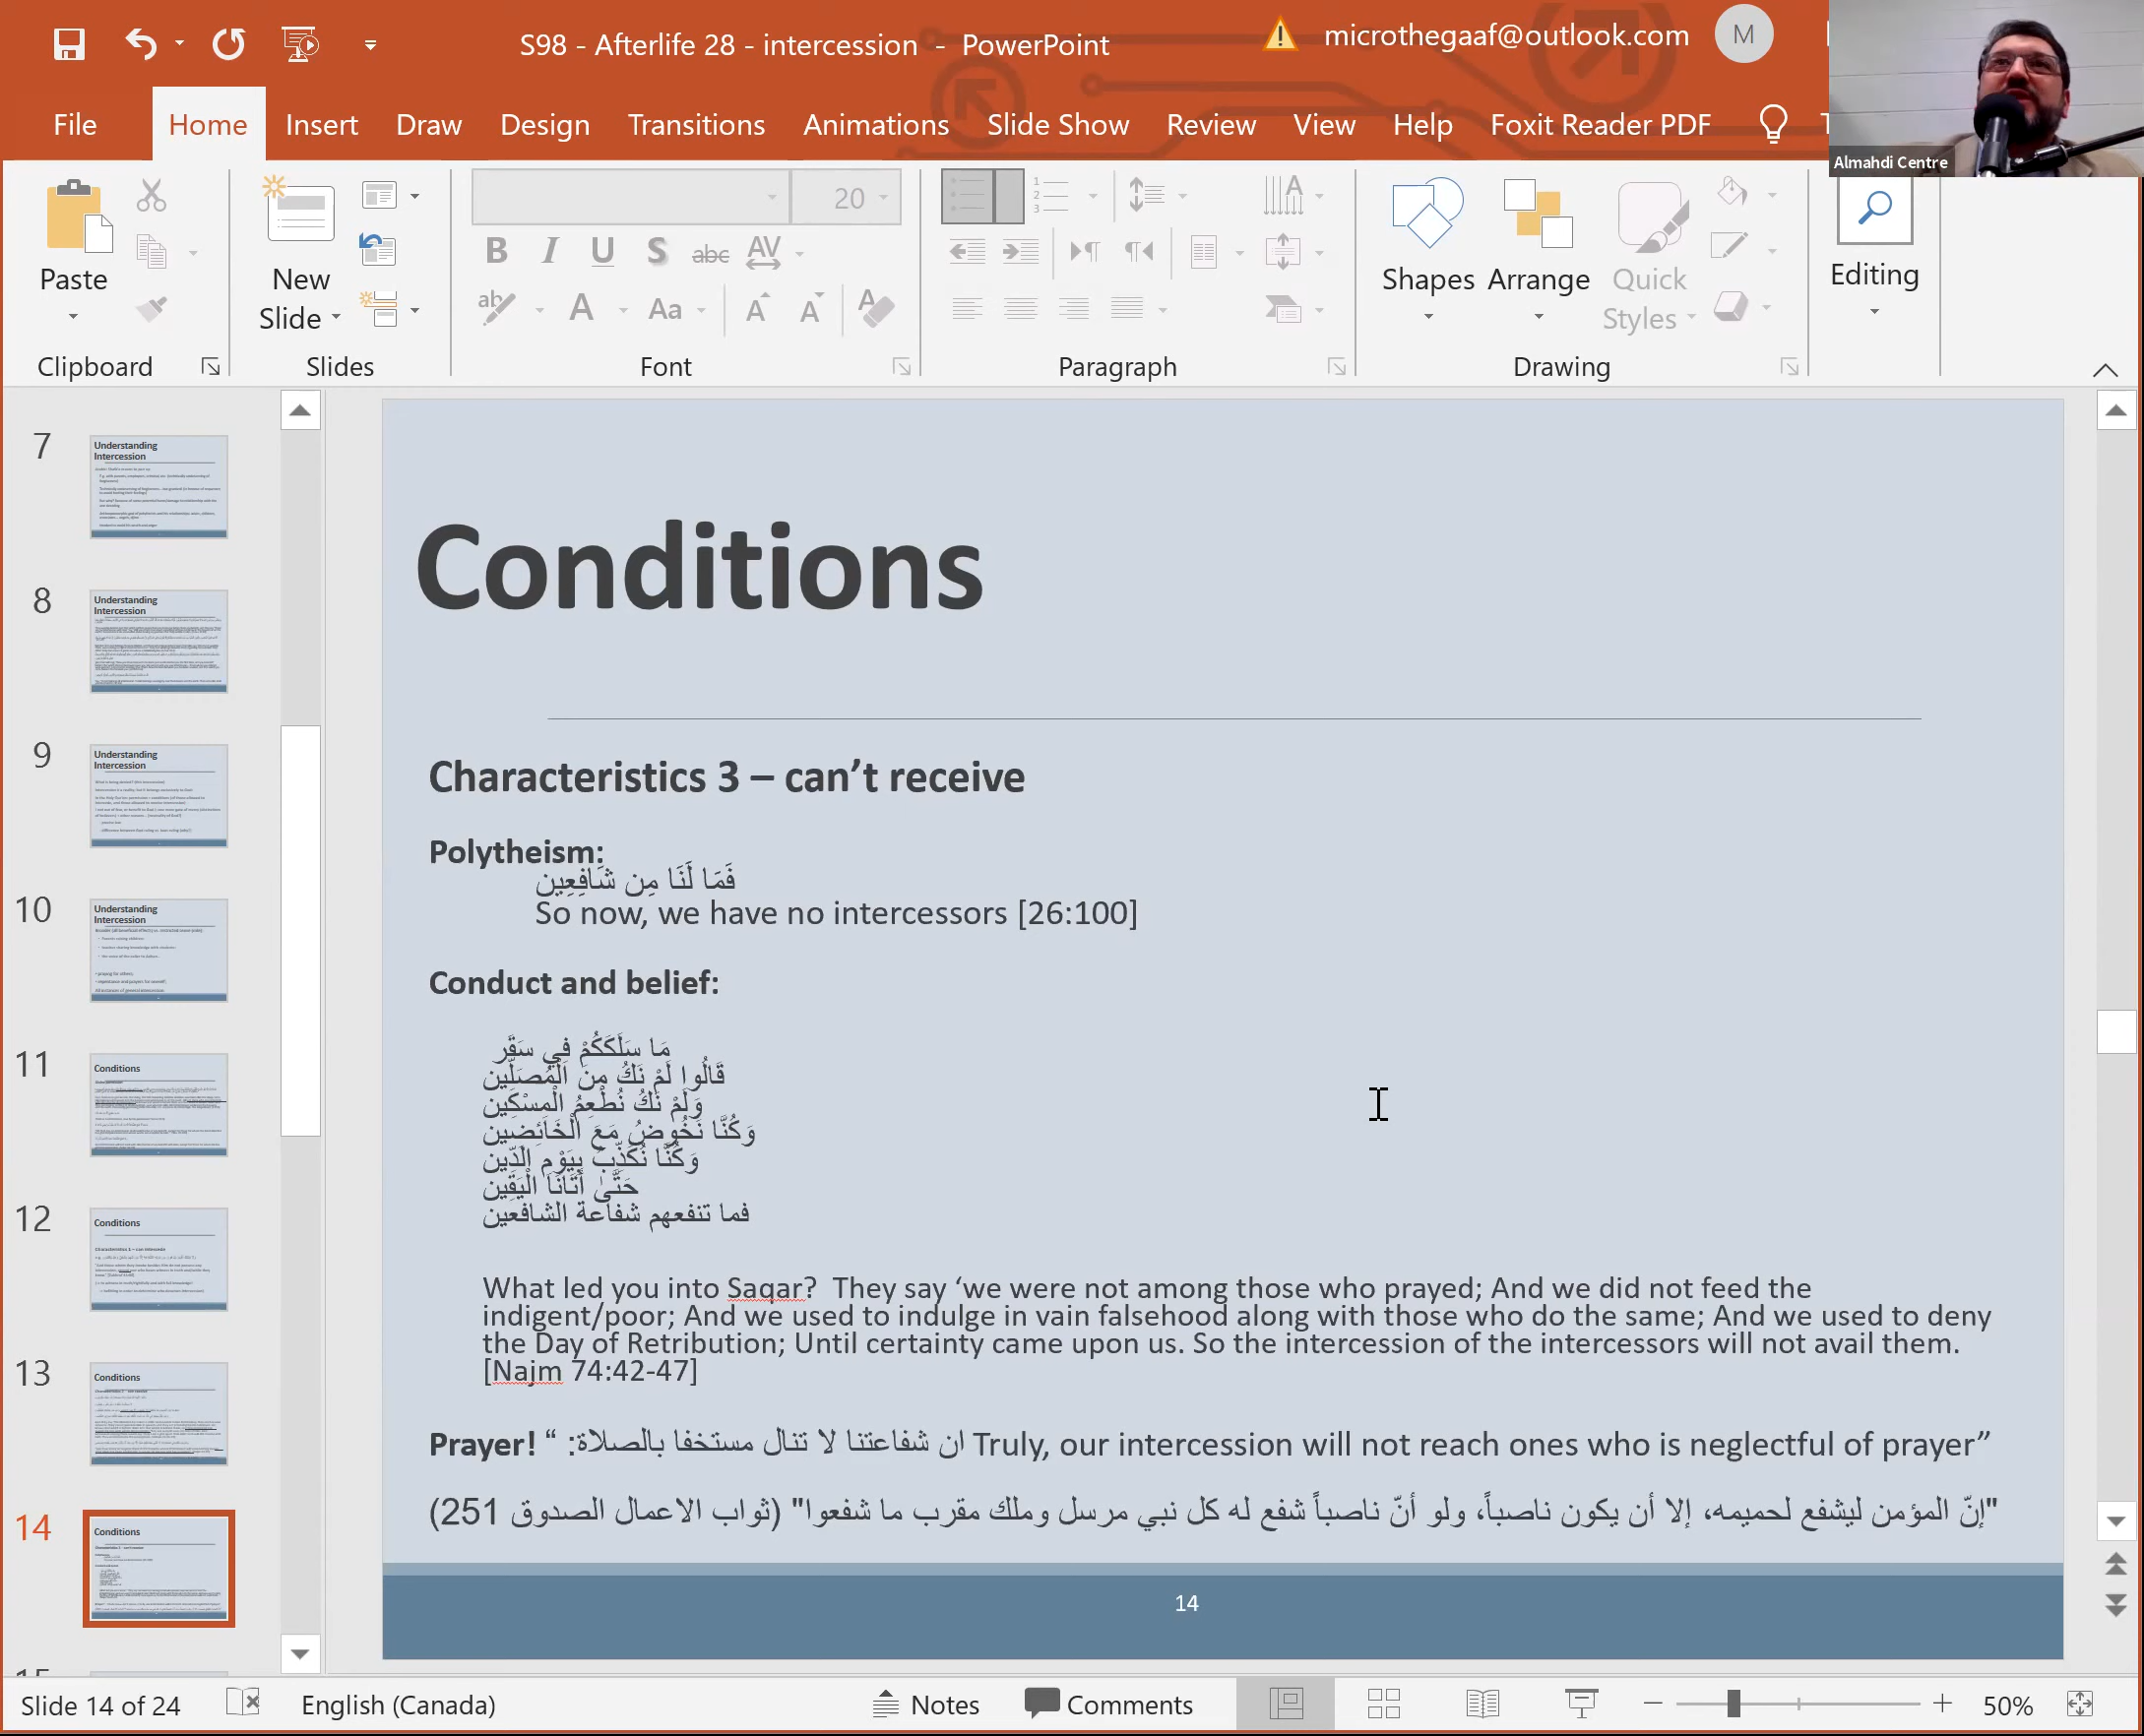 S98 - Afterlife 28 - intercession - PowerPoint
microthegaaf@outlook.com
M
Almahdi Centre
File Home Insert Draw Design Transitions Animations Slide Show Review View Help Foxit Reader PDF
20
Paste
New Slide
Shapes Arrange Quick Styles
Editing
Clipboard Slides Font Paragraph Drawing
7
Understanding
Intercession
8
Understanding
Intercession
9
Understanding
Intercession
10
Understanding
Intercession
11
Conditions
12
Conditions
13
Conditions
14
Conditions
Conditions
Characteristics 3 – can’t receive
Polytheism:
فَمَا لَنَا مِن شَافِعِين
So now, we have no intercessors [26:100]
Conduct and belief:
مَا سَلَكَكُمْ فِي سَقَر
قَالُوا لَمْ نَكُ مِنَ الْمُصَلِّين
وَلَمْ نَكُ نُطْعِمُ الْمِسْكِين
وَكُنَّا نَخُوضُ مَعَ الْخَائِضِين
وَكُنَّا نُكَذِّبُ بِيَوْمِ الدِّين
حَتَّىٰ أَتَانَا الْيَقِين
فما تنفعهم شفاعة الشافعين
What led you into Saqar? They say ‘we were not among those who prayed; And we did not feed the
indigent/poor; And we used to indulge in vain falsehood along with those who do the same; And we used to deny
the Day of Retribution; Until certainty came upon us. So the intercession of the intercessors will not avail them.
[Najm 74:42-47]
Prayer! “ :ان شفاعتنا لا تنال مستخفا بالصلاة Truly, our intercession will not reach ones who is neglectful of prayer”
"إنّ المؤمن ليشفع لحميمه، إلا أن يكون ناصباً، ولو أنّ ناصباً شفع له كل نبي مرسل وملك مقرب ما شفعوا" (ثواب الاعمال الصدوق 251)
14
Slide 14 of 24
English (Canada)
Notes
Comments
50%